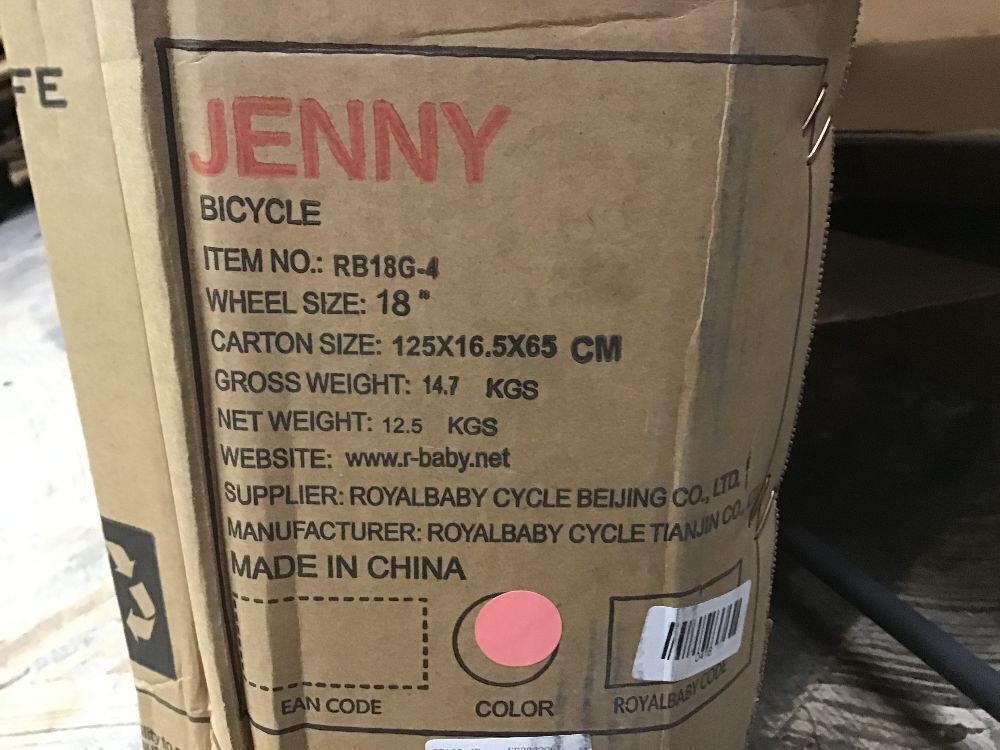 FE
JENNY
BICYCLE
ITEM NO.: RB18G-4
WHEEL SIZE: 18"
CARTON SIZE: 125X16.5X65 CM
GROSS WEIGHT: 14.7 KGS
NET WEIGHT: 12.5 KGS
WEBSITE: www.r-baby.net
SUPPLIER: ROYALBABY CYCLE BEIJING CO., LTD.
MANUFACTURER: ROYALBABY CYCLE TIANJIN CO.,
MADE IN CHINA
EAN CODE
COLOR
ROYALBABY CODE